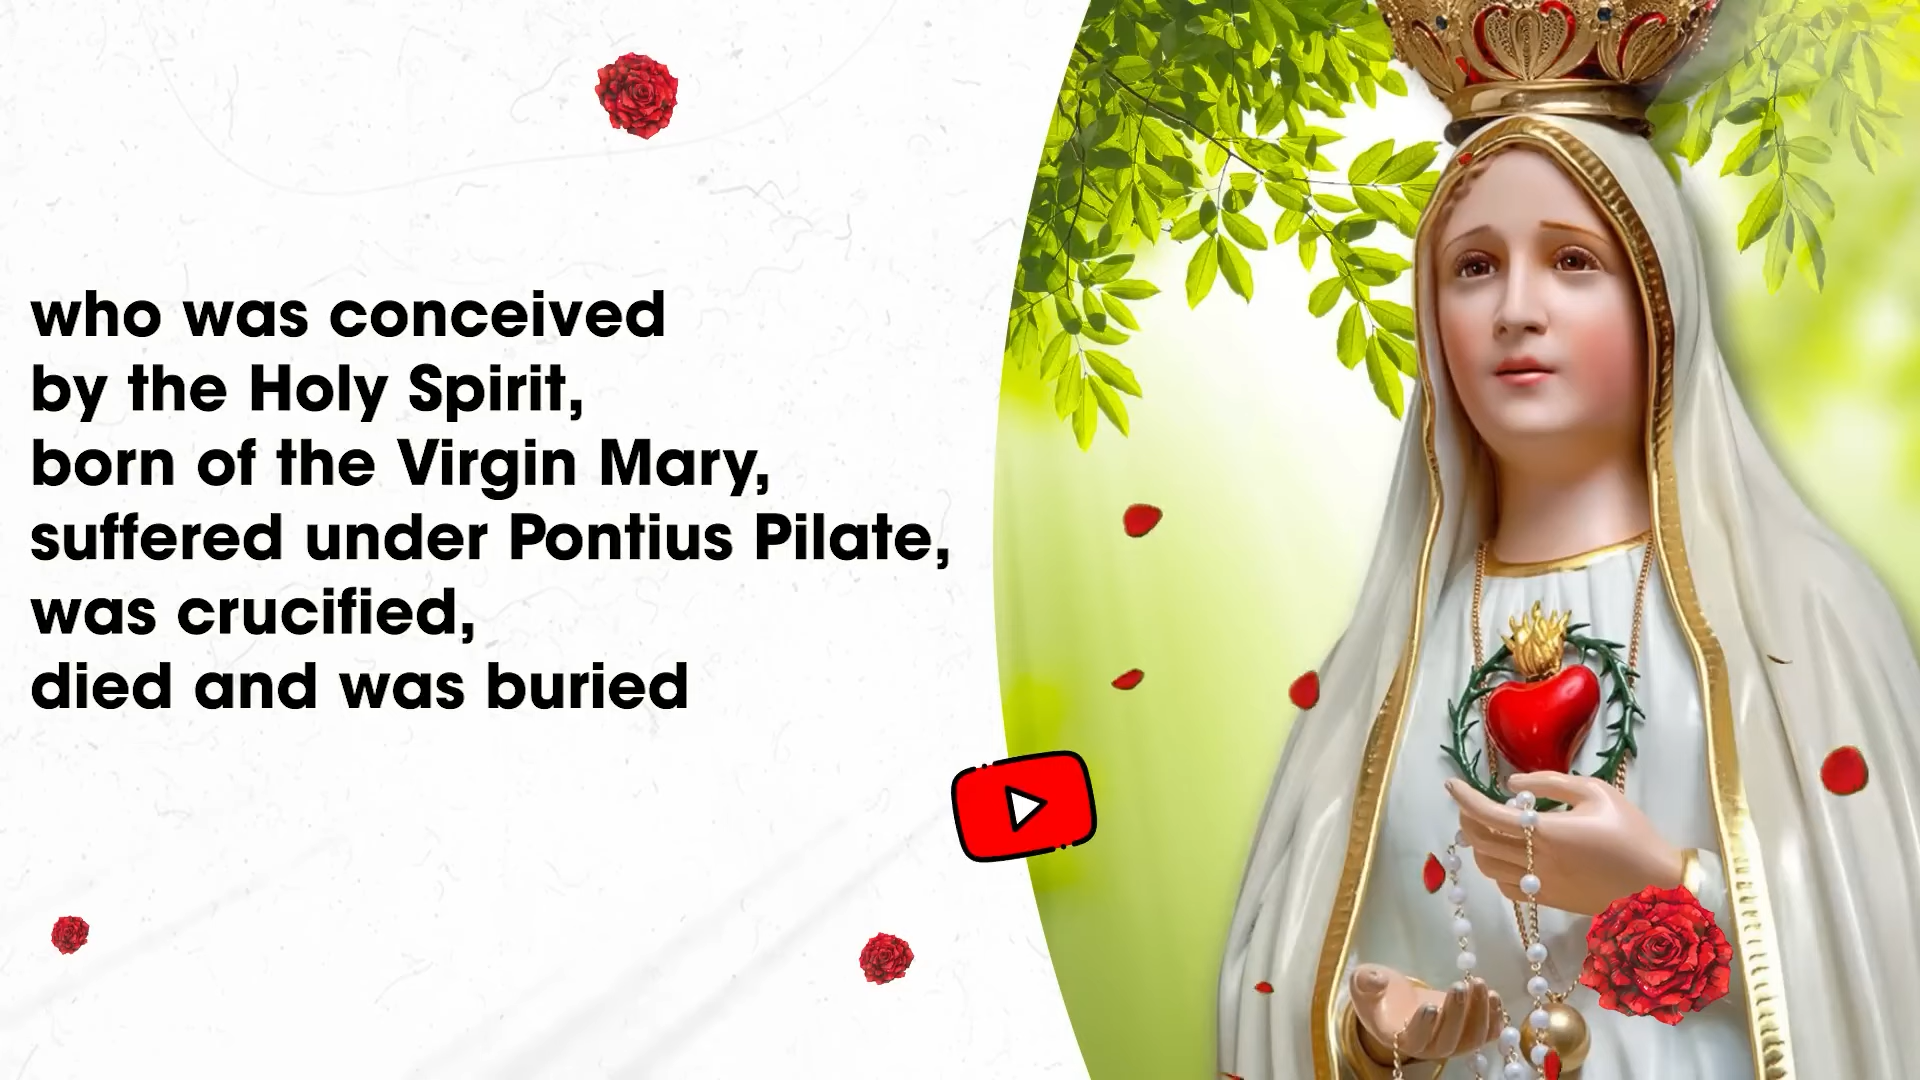 who was conceived
by the Holy Spirit,
born of the Virgin Mary,
suffered under Pontius Pilate,
was crucified,
died and was buried